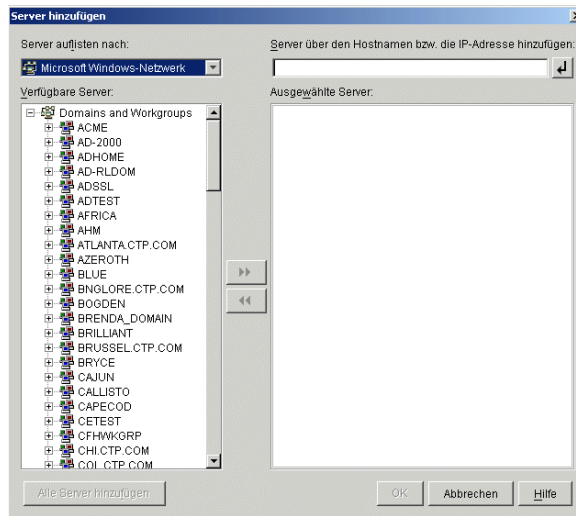 Server hinzufügen
Server auflisten nach:
Microsoft Windows-Netzwerk
Verfügbare Server:
Domains and Workgroups
ACME
AD-2000
ADHOME
AD-RLDOM
ADSSL
ADTEST
AFRICA
AHM
ATLANTA.CTP.COM
AZEROTH
BLUE
BNGLORE.CTP.COM
BOGDEN
BRENDA_DOMAIN
BRILLIANT
BRUSSEL.CTP.COM
BRYCE
CAJUN
CALLISTO
CAPECOD
CETEST
CFHWKGRP
CHI.CTP.COM
COL.CTP.COM
Server über den Hostnamen bzw. die IP-Adresse hinzufügen:
Ausgewählte Server:
Alle Server hinzufügen
OK
Abbrechen
Hilfe